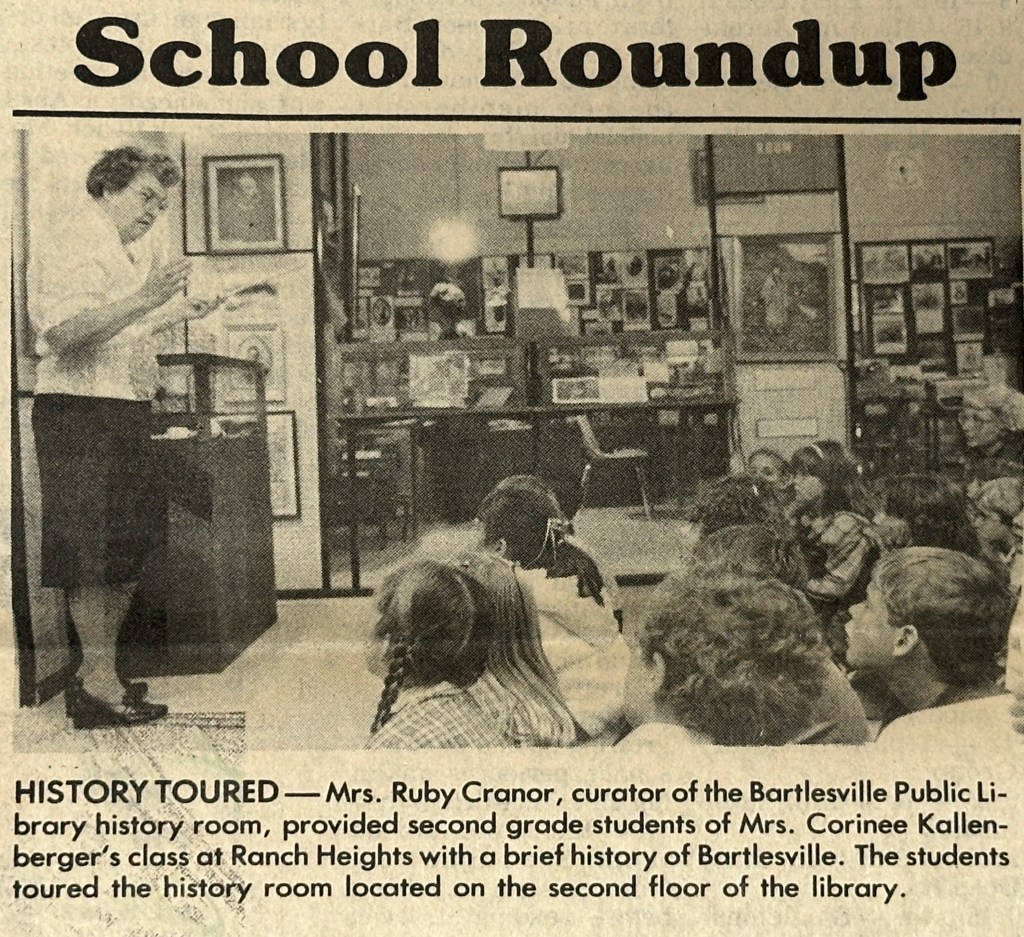 School Roundup
ROOM
HISTORY TOURED — Mrs. Ruby Cranor, curator of the Bartlesville Public Li-
brary history room, provided second grade students of Mrs. Corinee Kallen-
berger's class at Ranch Heights with a brief history of Bartlesville. The students
toured the history room located on the second floor of the library.